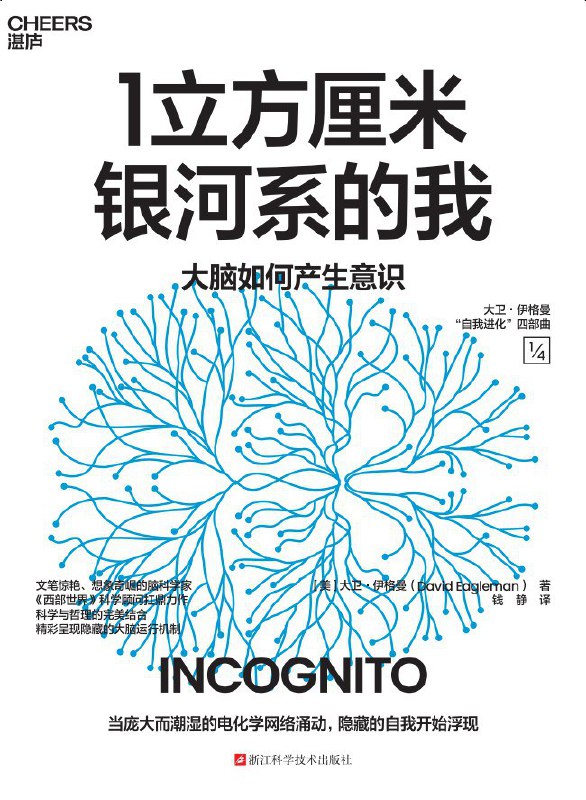 CHEERS
湛庐
1立方厘米
银河系的我
大脑如何产生意识
大卫·伊格曼
“自我进化”四部曲
1/4
文笔惊艳、想象奇崛的脑科学家
《西部世界》科学顾问扛鼎力作
科学与哲理的完美结合
精彩呈现隐藏的大脑运行机制
[美]大卫·伊格曼（David Eagleman） 著
钱 静 译
INCOGNITO
当庞大而潮湿的电化学网络涌动，隐藏的自我开始浮现
浙江科学技术出版社